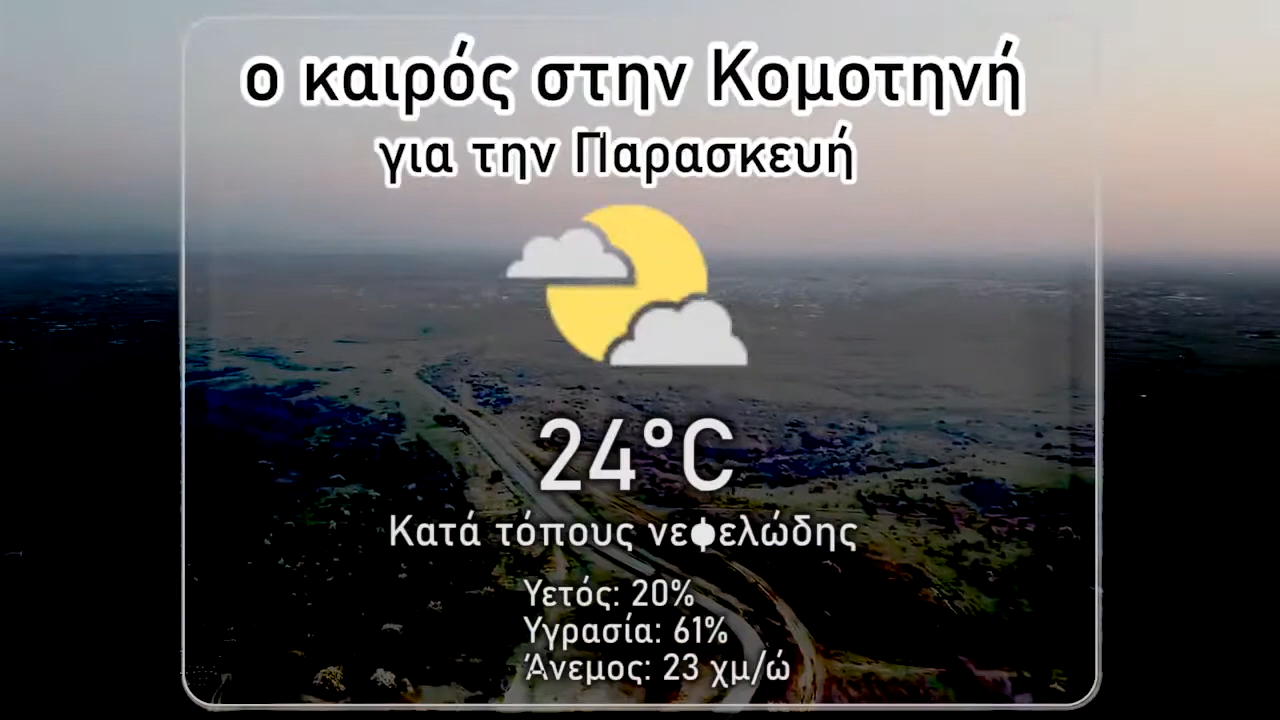 ο καιρός στην Κομοτηνή
για την Παρασκευή
24°C
Κατά τόπους νεφελώδης
Υετός: 20%
Υγρασία: 61%
Άνεμος: 23 χμ/ώ